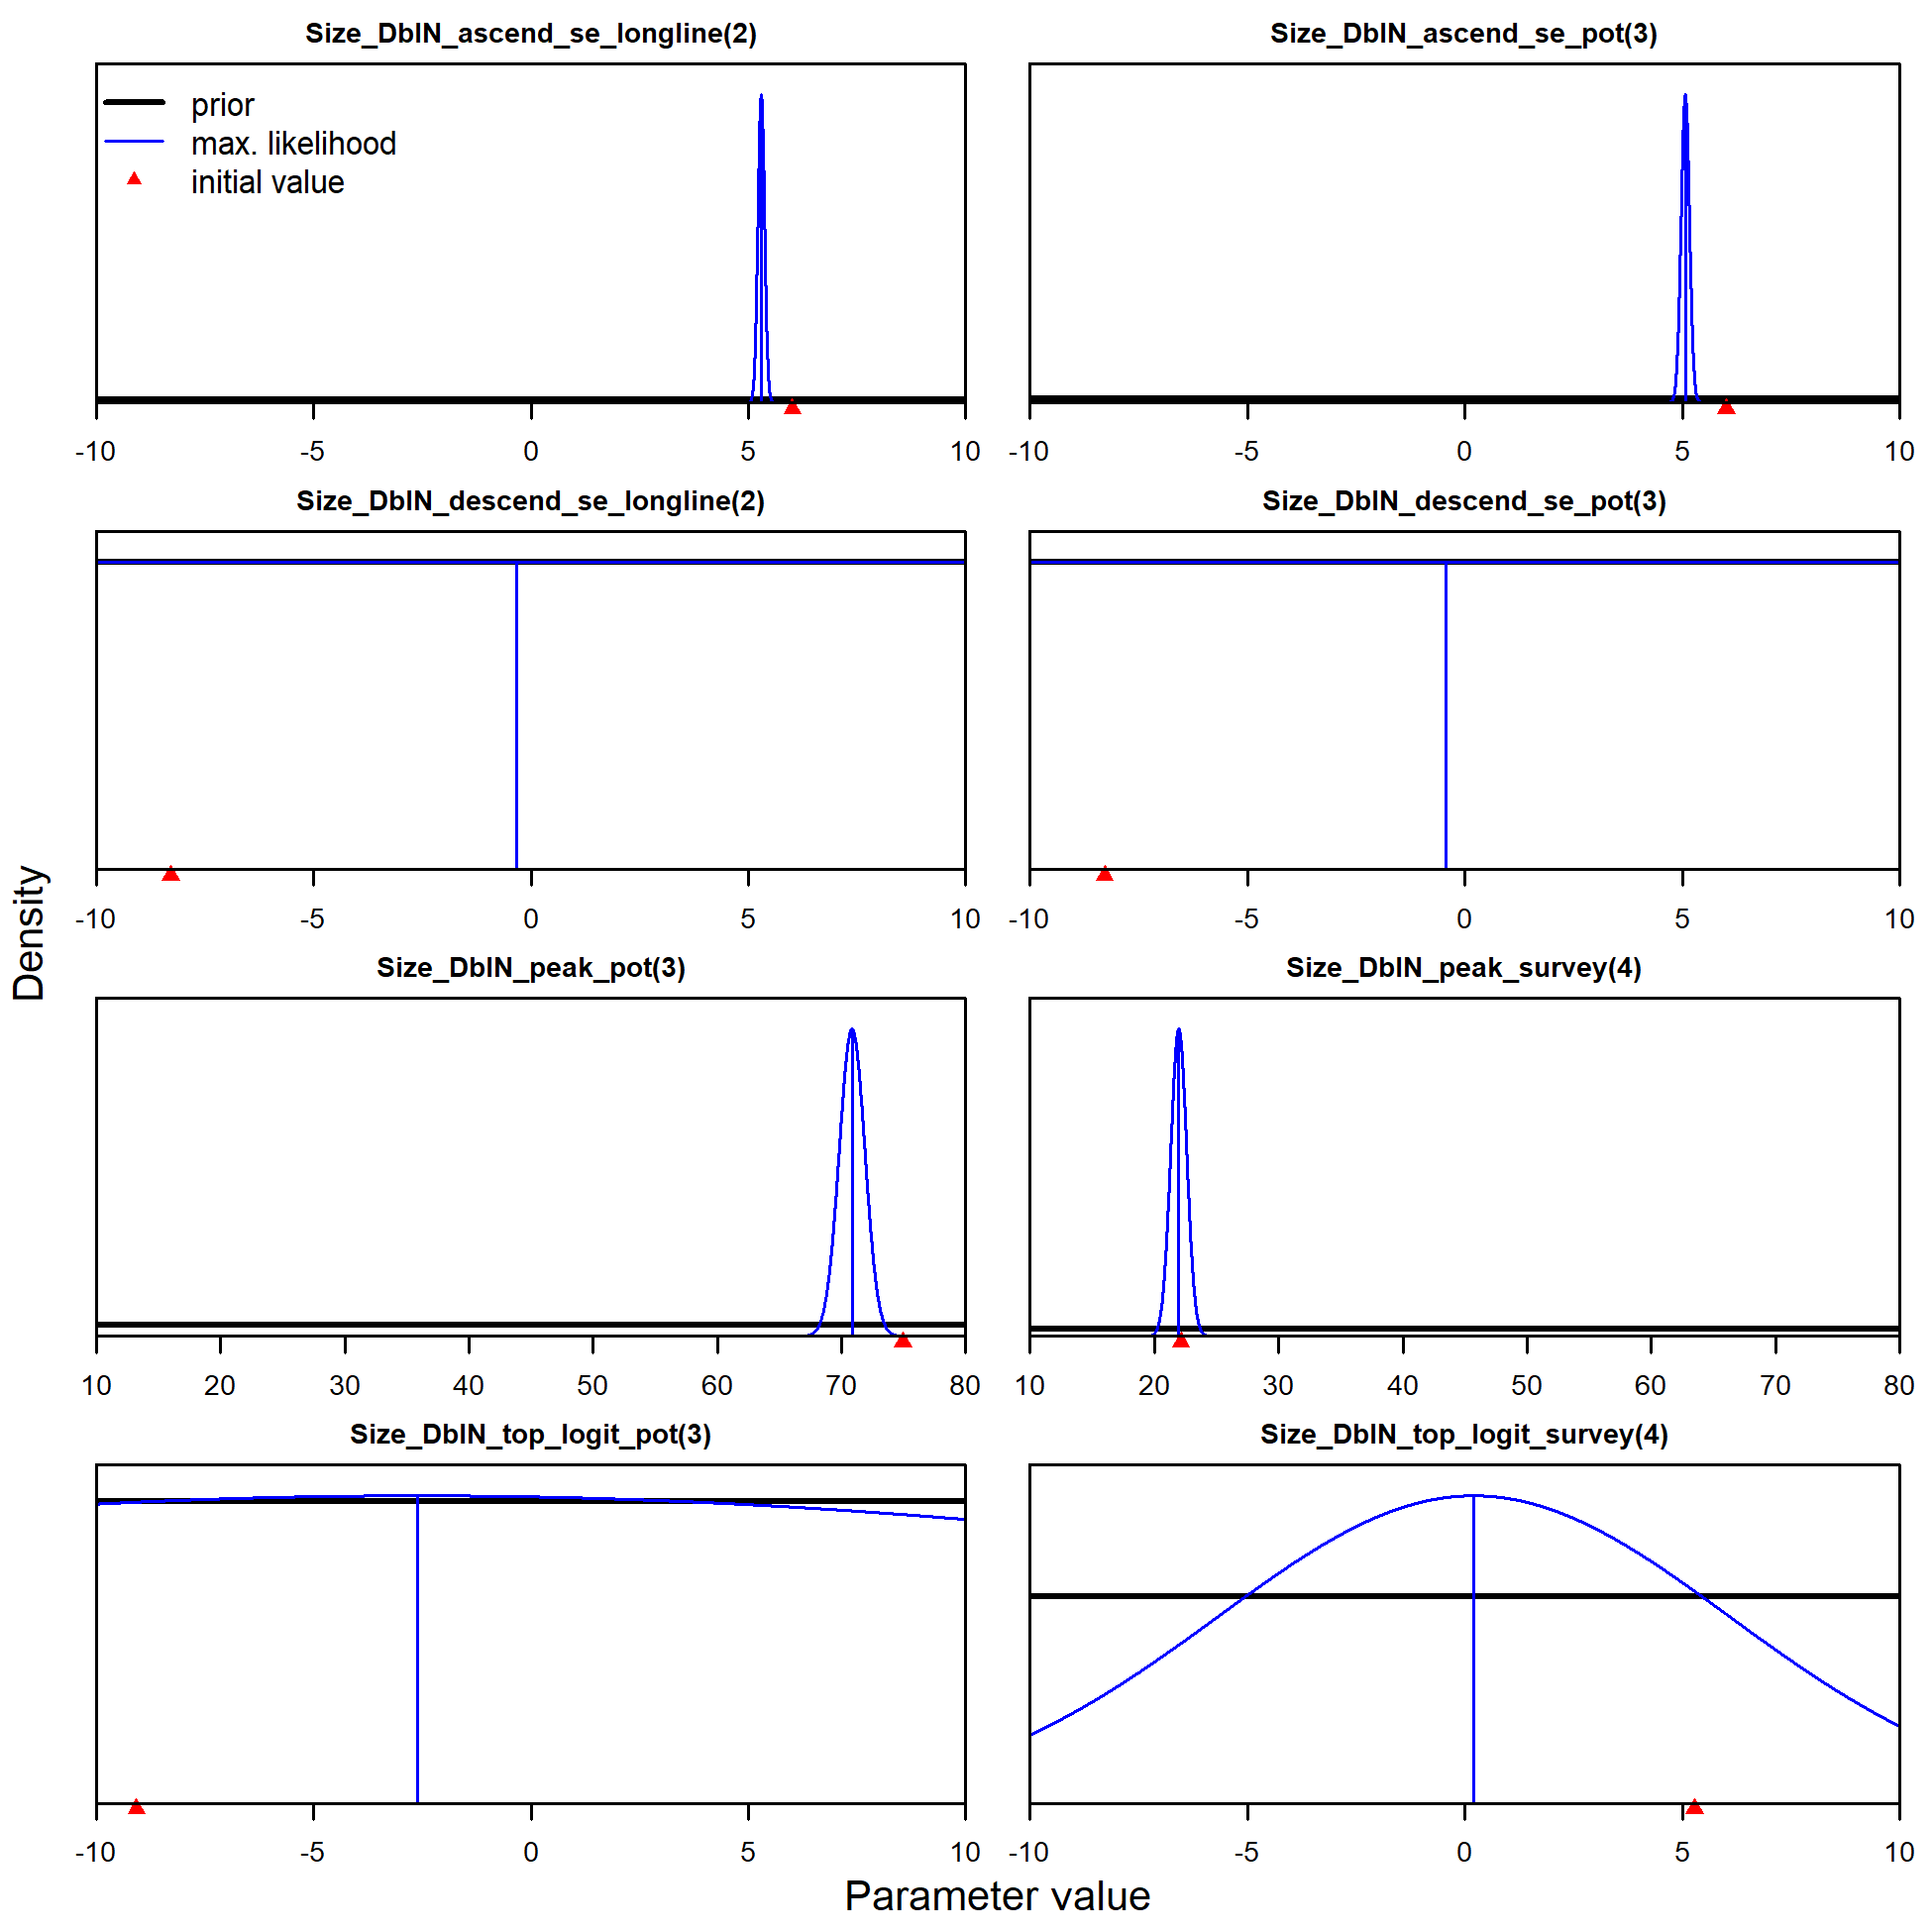 Size_DblN_ascend_se_longline(2)
prior
max. likelihood
initial value
-10 -5 0 5 10
Size_DblN_ascend_se_pot(3)
-10 -5 0 5 10
Size_DblN_descend_se_longline(2)
-10 -5 0 5 10
Size_DblN_descend_se_pot(3)
-10 -5 0 5 10
Size_DblN_peak_pot(3)
10 20 30 40 50 60 70 80
Size_DblN_peak_survey(4)
10 20 30 40 50 60 70 80
Size_DblN_top_logit_pot(3)
-10 -5 0 5 10
Size_DblN_top_logit_survey(4)
-10 -5 0 5 10
Density
Parameter value